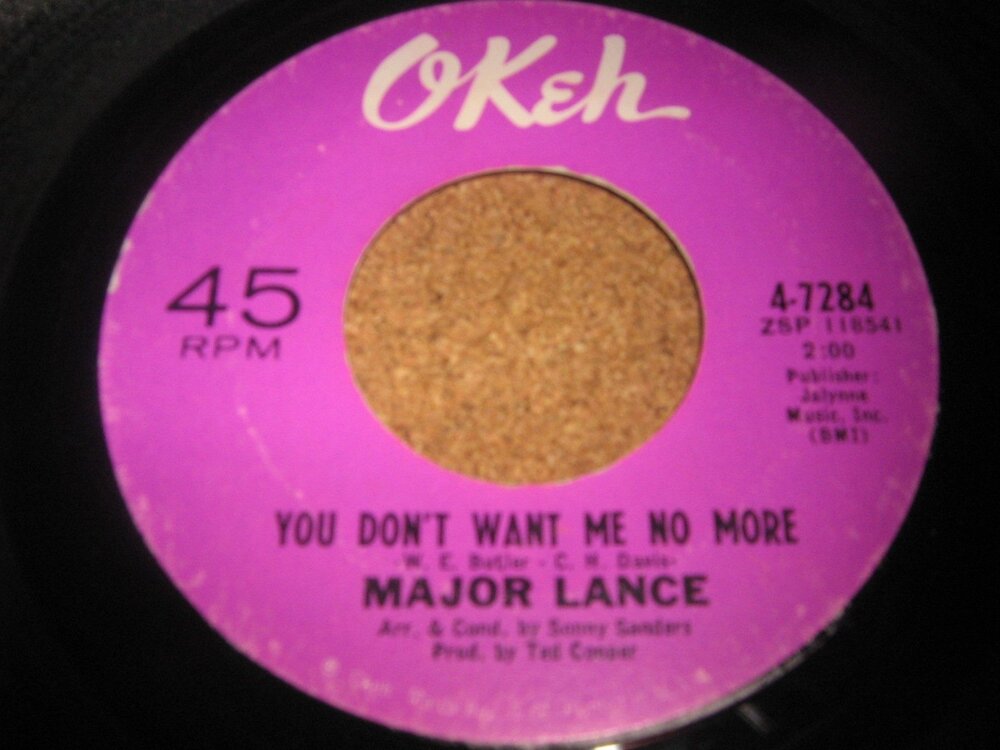 OKeh
45
RPM
4-7284
ZSP 118541
2:00
Publisher:
Jalynne
Music, Inc.
(BMI)
YOU DON'T WANT ME NO MORE
-W. E. Butler - C. H. Davis-
MAJOR LANCE
Arr. & Cond. by Sonny Sanders
Prod. by Ted Cooper